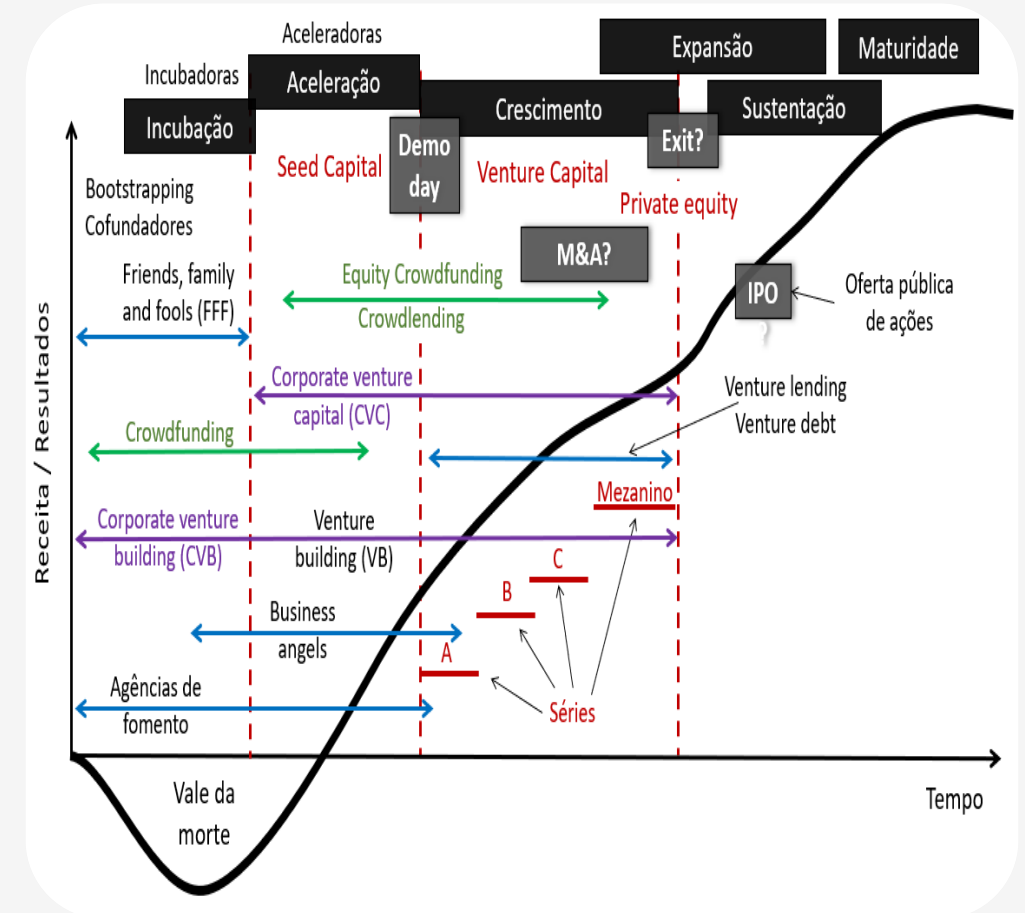 Aceleradoras
Expansão
Maturidade
Incubadoras
Aceleração
Incubação
Crescimento
Sustentação
Demo
day
Exit?
Seed Capital
Venture Capital
Private equity
Bootstrapping
Cofundadores
M&A?
Friends, family
and fools (FFF)
Equity Crowdfunding
Crowdlending
IPO
?
Oferta pública
de ações
Corporate venture
capital (CVC)
Venture lending
Venture debt
Crowdfunding
Mezanino
Corporate venture
building (CVB)
Venture
building (VB)
C
B
Business
angels
A
Séries
Agências de
fomento
Vale da
morte
Tempo
Receita / Resultados